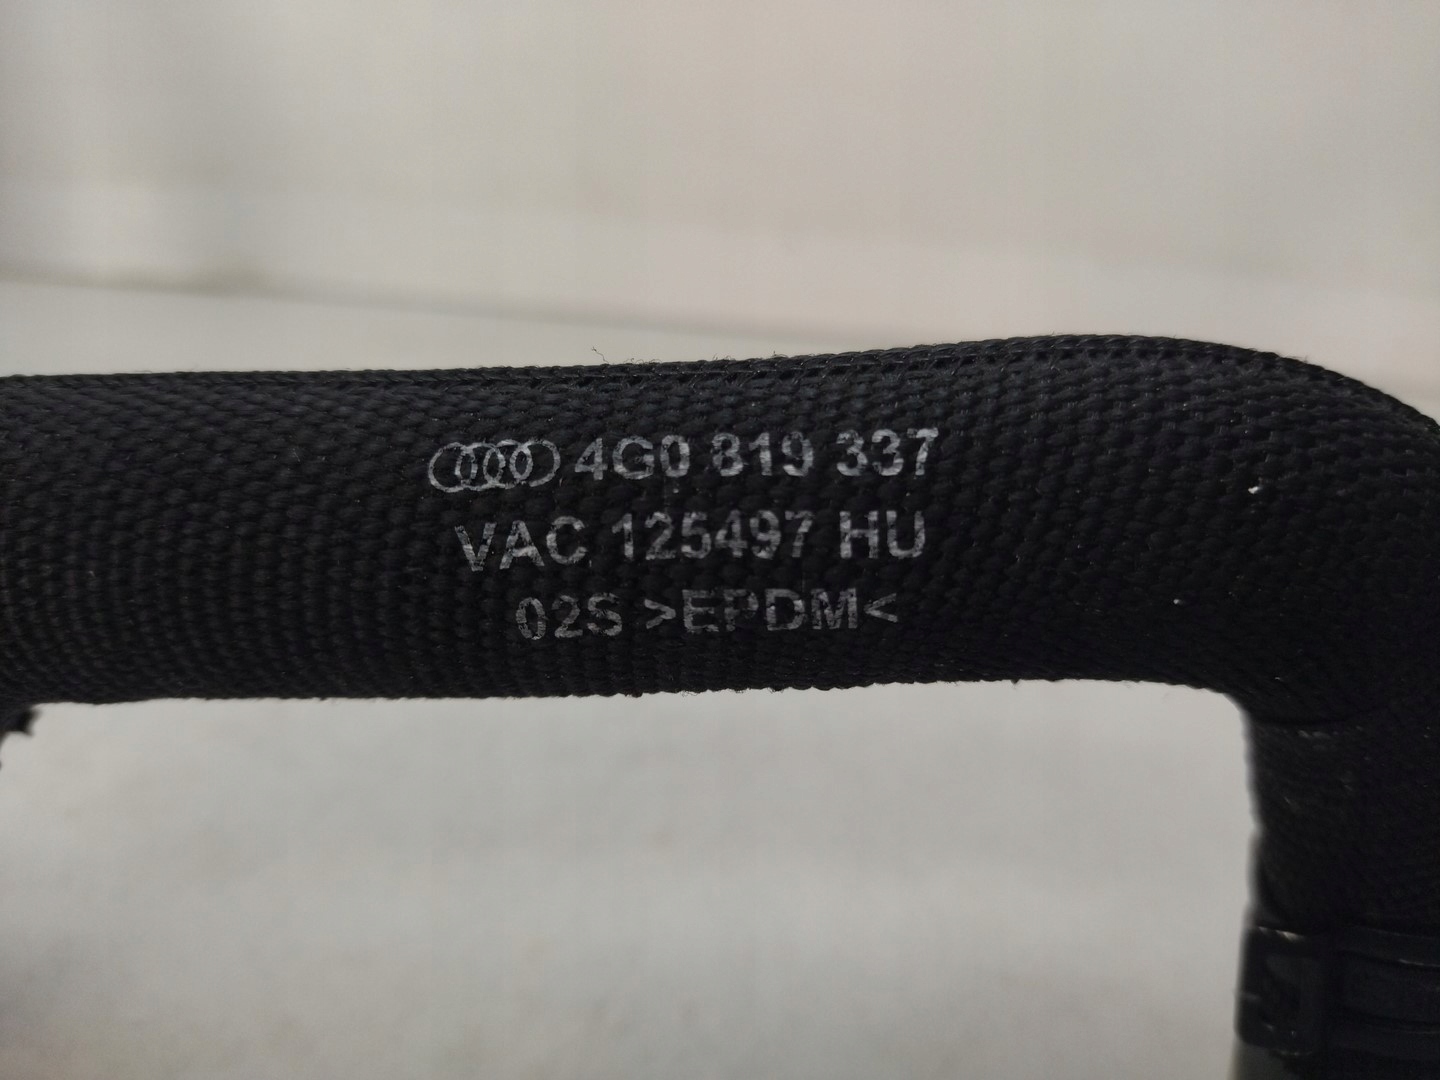 4G0 819 337
VAC 125497 HU
02S >EPDM<